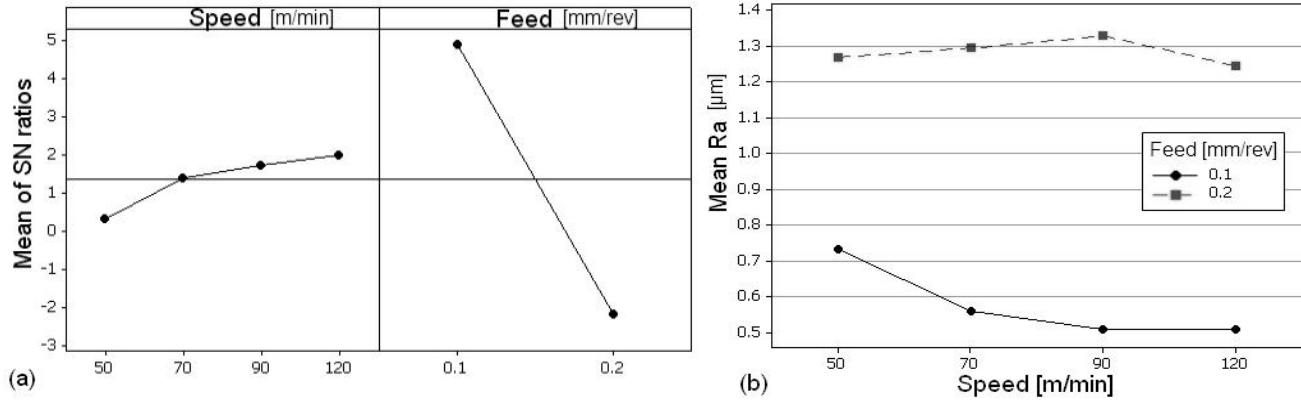 Speed [m/min] Feed [mm/rev]
Mean of SN ratios
5
4
3
2
1
0
-1
-2
-3
50 70 90 120 0.1 0.2
(a)
Mean Ra [µm]
1.4
1.3
1.2
1.1
1.0
0.9
0.8
0.7
0.6
0.5
Feed [mm/rev]
0.1
0.2
50 70 90 120
Speed [m/min]
(b)